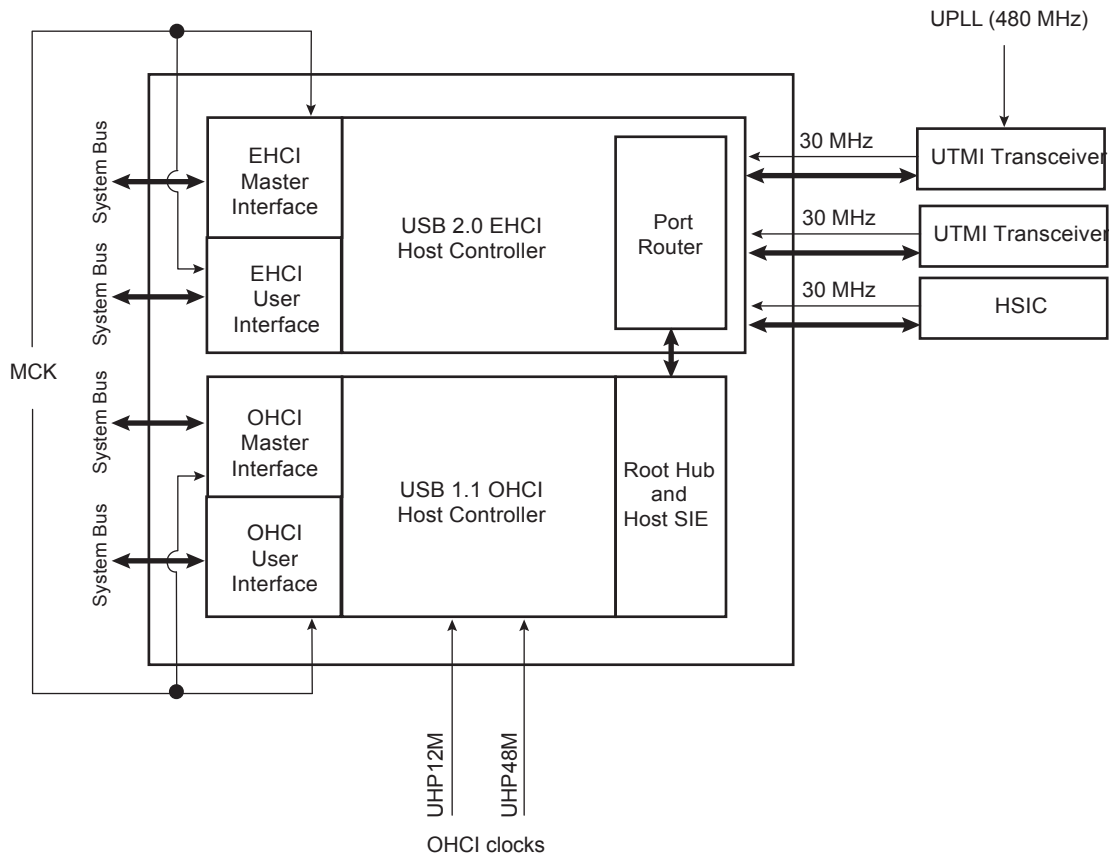 UPLL (480 MHz)
System Bus
EHCI
Master
Interface
USB 2.0 EHCI
Host Controller
Port
Router
30 MHz
UTMI Transceiver
System Bus
EHCI
User
Interface
30 MHz
UTMI Transceiver
30 MHz
HSIC
MCK
System Bus
OHCI
Master
Interface
USB 1.1 OHCI
Host Controller
Root Hub
and
Host SIE
System Bus
OHCI
User
Interface
UHP12M
UHP48M
OHCI clocks